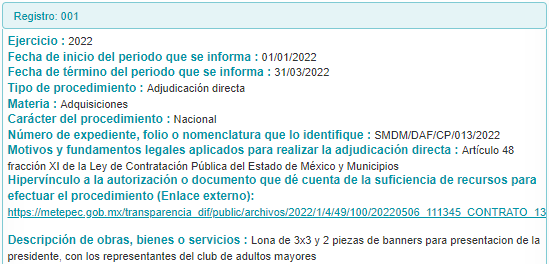 Registro: 001
Ejercicio : 2022
Fecha de inicio del periodo que se informa : 01/01/2022
Fecha de término del periodo que se informa : 31/03/2022
Tipo de procedimiento : Adjudicación directa
Materia : Adquisiciones
Carácter del procedimiento : Nacional
Número de expediente, folio o nomenclatura que lo identifique : SMDM/DAF/CP/013/2022
Motivos y fundamentos legales aplicados para realizar la adjudicación directa : Artículo 48
fracción XI de la Ley de Contratación Pública del Estado de México y Municipios
Hipervínculo a la autorización o documento que dé cuenta de la suficiencia de recursos para
efectuar el procedimiento (Enlace externo):
https://metepec.gob.mx/transparencia_dif/public/archivos/2022/1/4/49/100/20220506_111345_CONTRATO_13
Descripción de obras, bienes o servicios : Lona de 3x3 y 2 piezas de banners para presentacion de la
presidente, con los representantes del club de adultos mayores